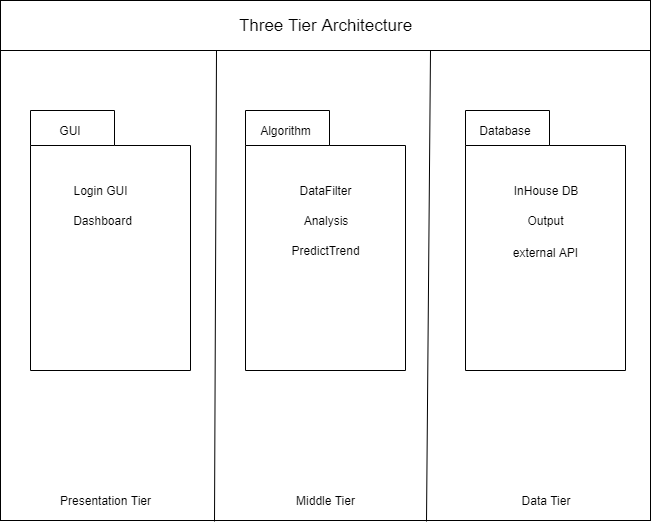 Three Tier Architecture
GUI
Login GUI
Dashboard
Presentation Tier
Algorithm
DataFilter
Analysis
PredictTrend
Middle Tier
Database
InHouse DB
Output
external API
Data Tier